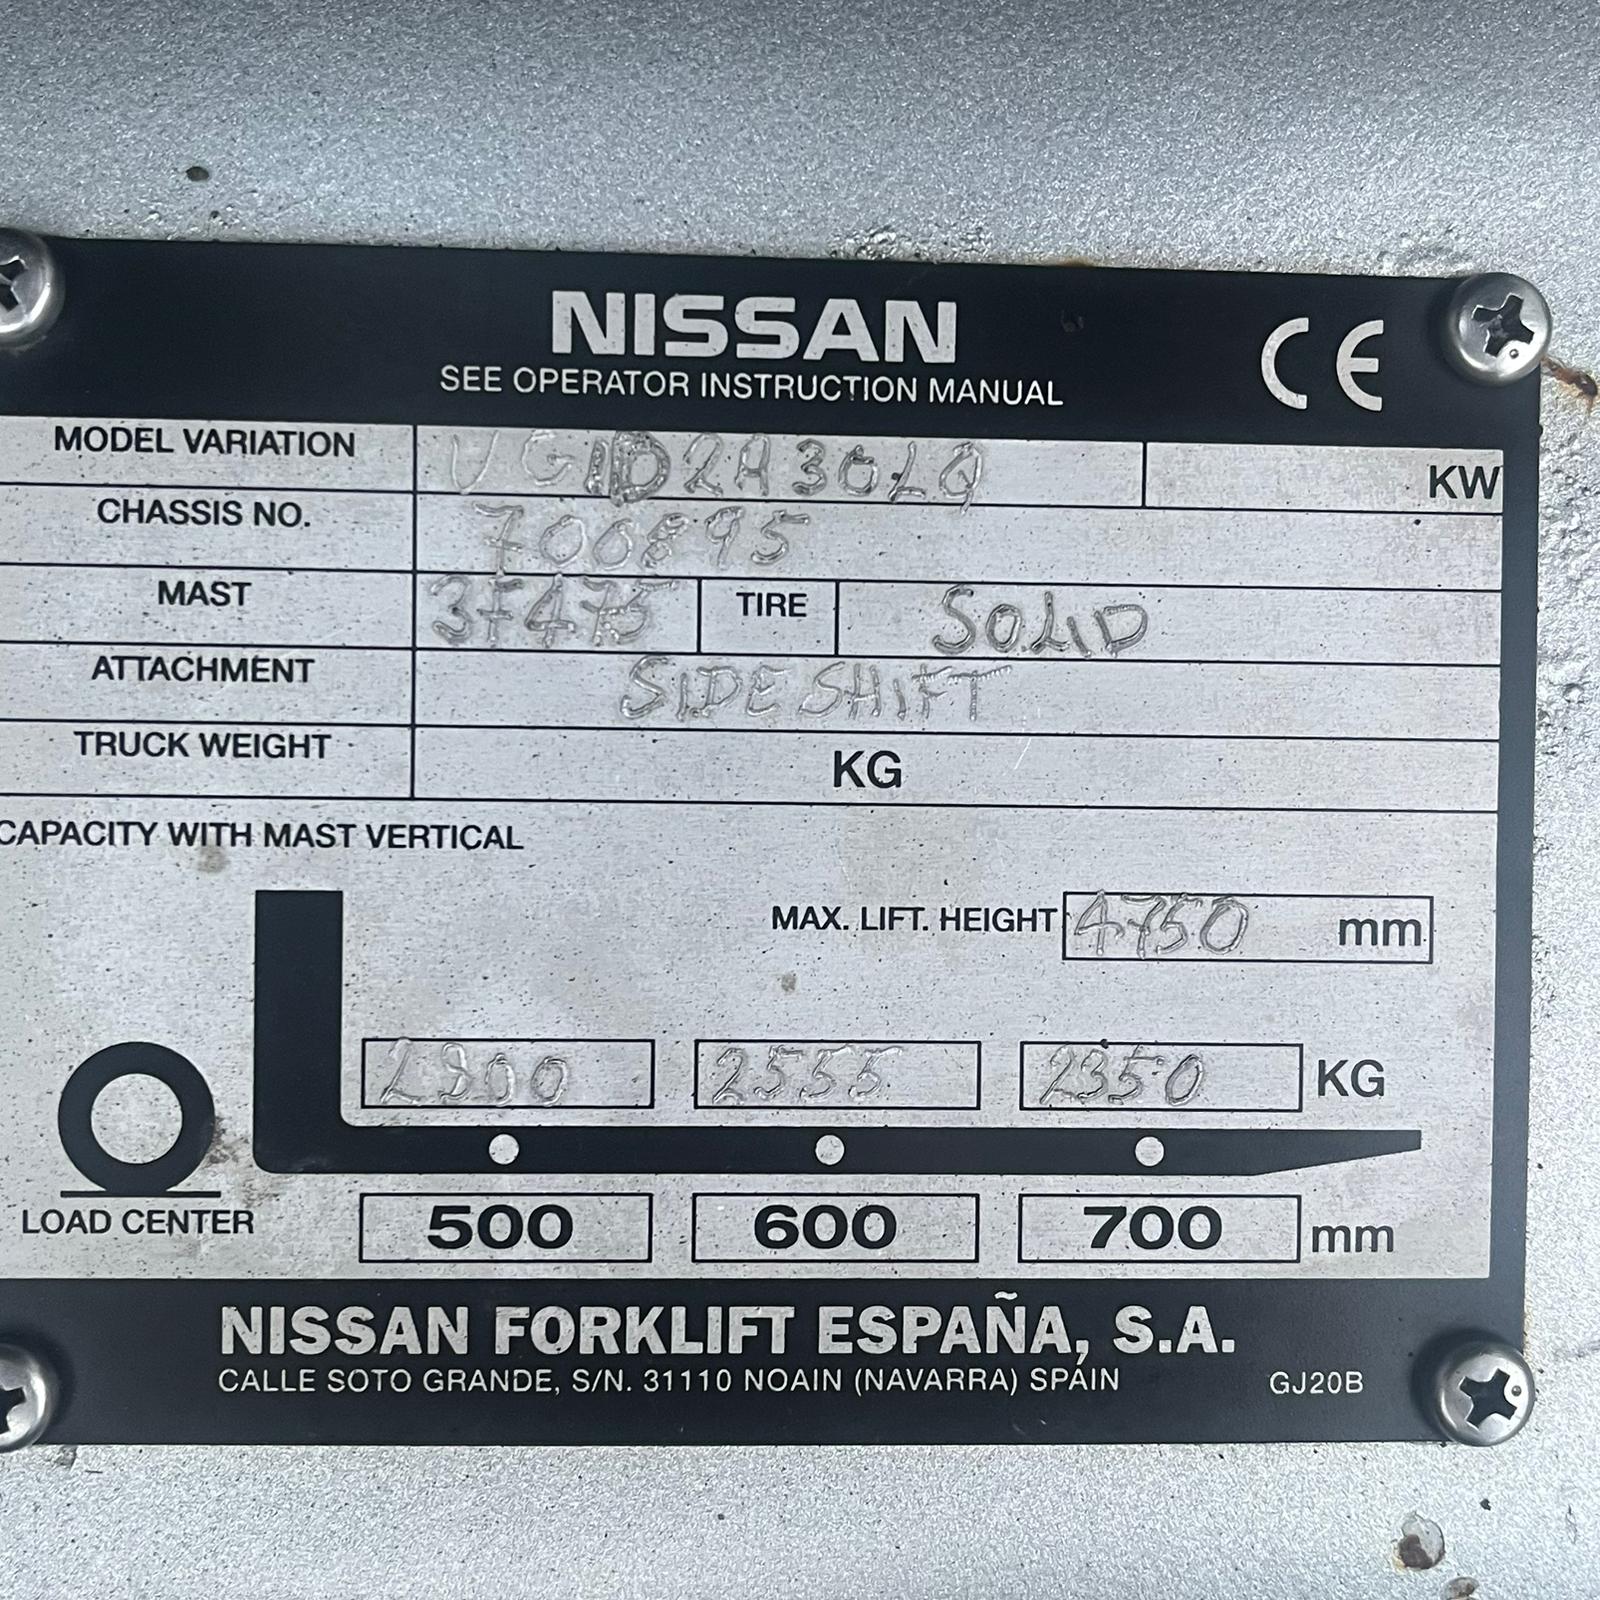 NISSAN
SEE OPERATOR INSTRUCTION MANUAL
CE
MODEL VARIATION VG1D2A30LQ KW
CHASSIS NO. 700895
MAST 3F475 TIRE SOLID
ATTACHMENT SIDE SHIFT
TRUCK WEIGHT KG
CAPACITY WITH MAST VERTICAL
MAX. LIFT. HEIGHT 4750 mm
2555 2350 KG
LOAD CENTER 500 600 700 mm
NISSAN FORKLIFT ESPAÑA, S.A.
CALLE SOTO GRANDE, S/N. 31110 NOAIN (NAVARRA) SPAIN GJ20B